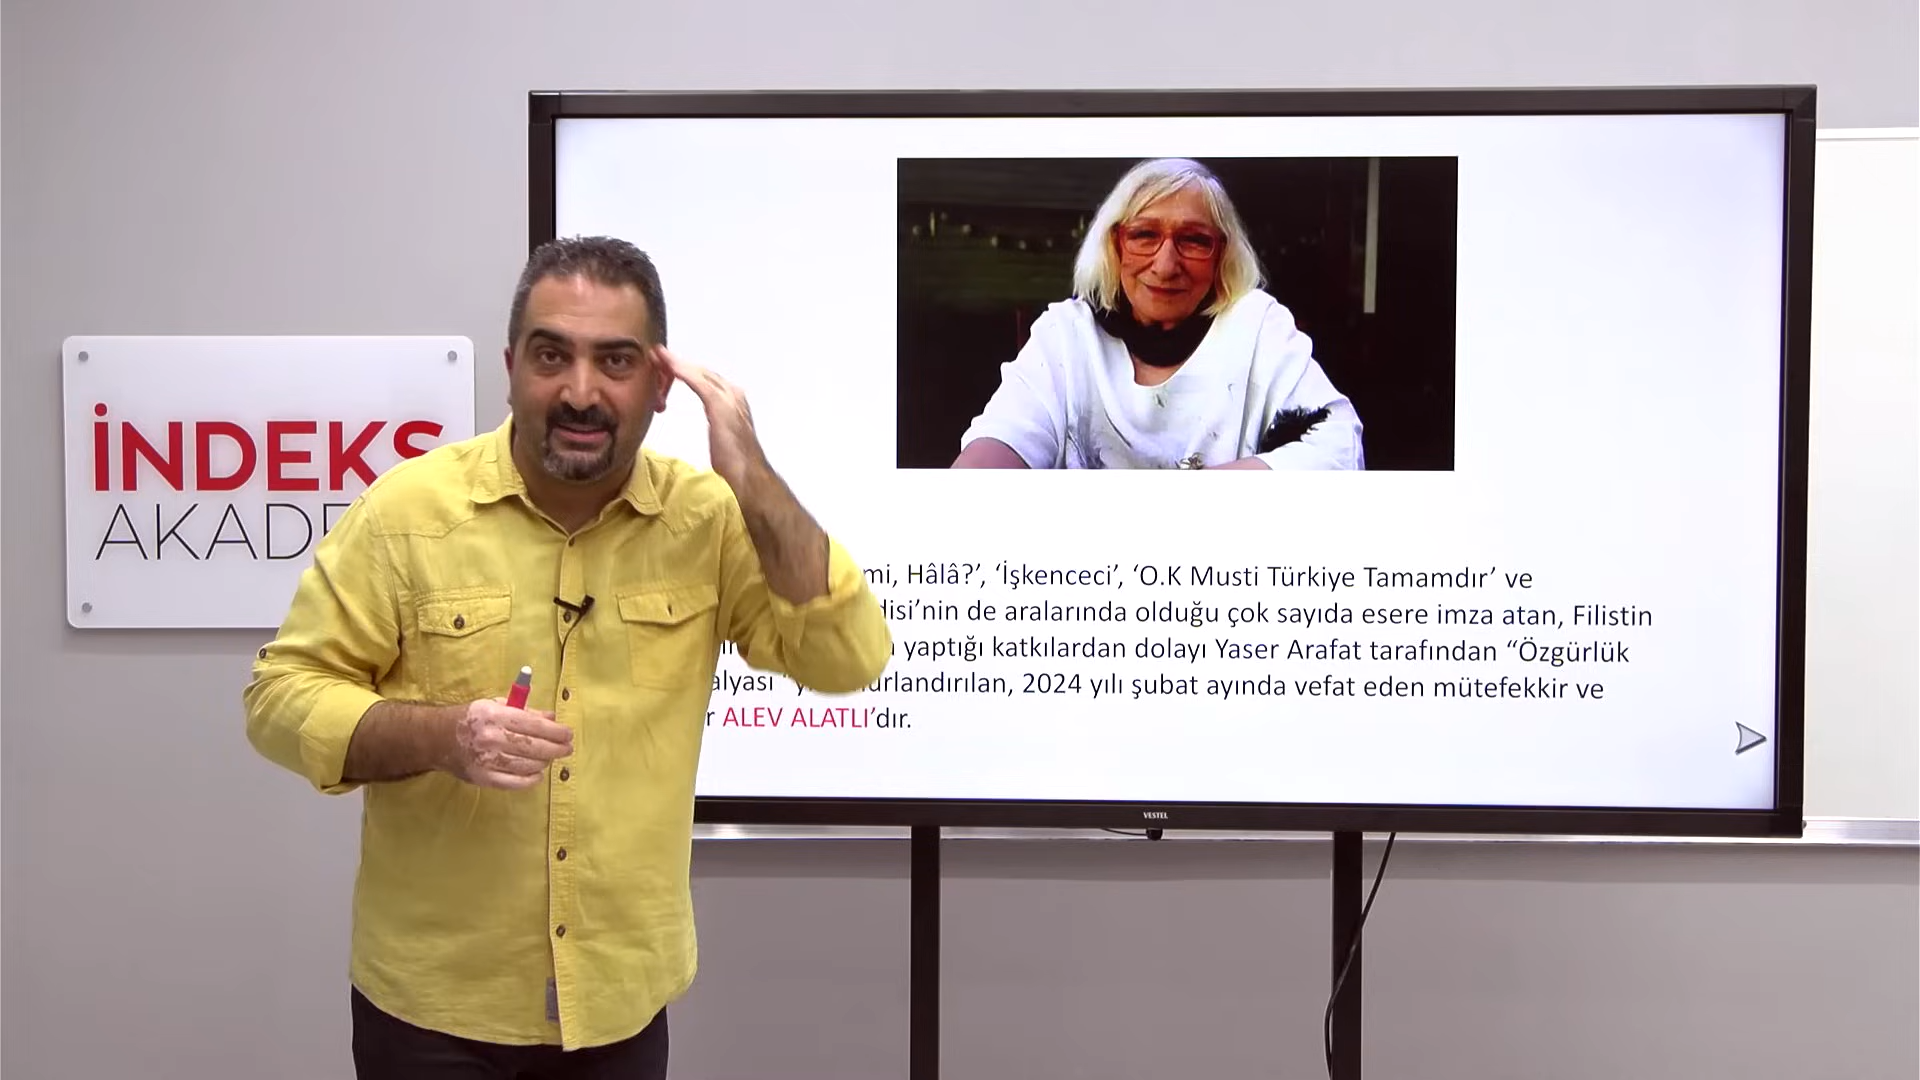 İNDEKS
AKADE
mi, Hâlâ?’, ‘İşkenceci’, ‘O.K Musti Türkiye Tamamdır’ ve
disi’nin de aralarında olduğu çok sayıda esere imza atan, Filistin
yaptığı katkılardan dolayı Yaser Arafat tarafından “Özgürlük
alyası 2024 yılı şubat ayında vefat eden mütefekkir ve
r ALEV ALATLI’dır.
VESTEL